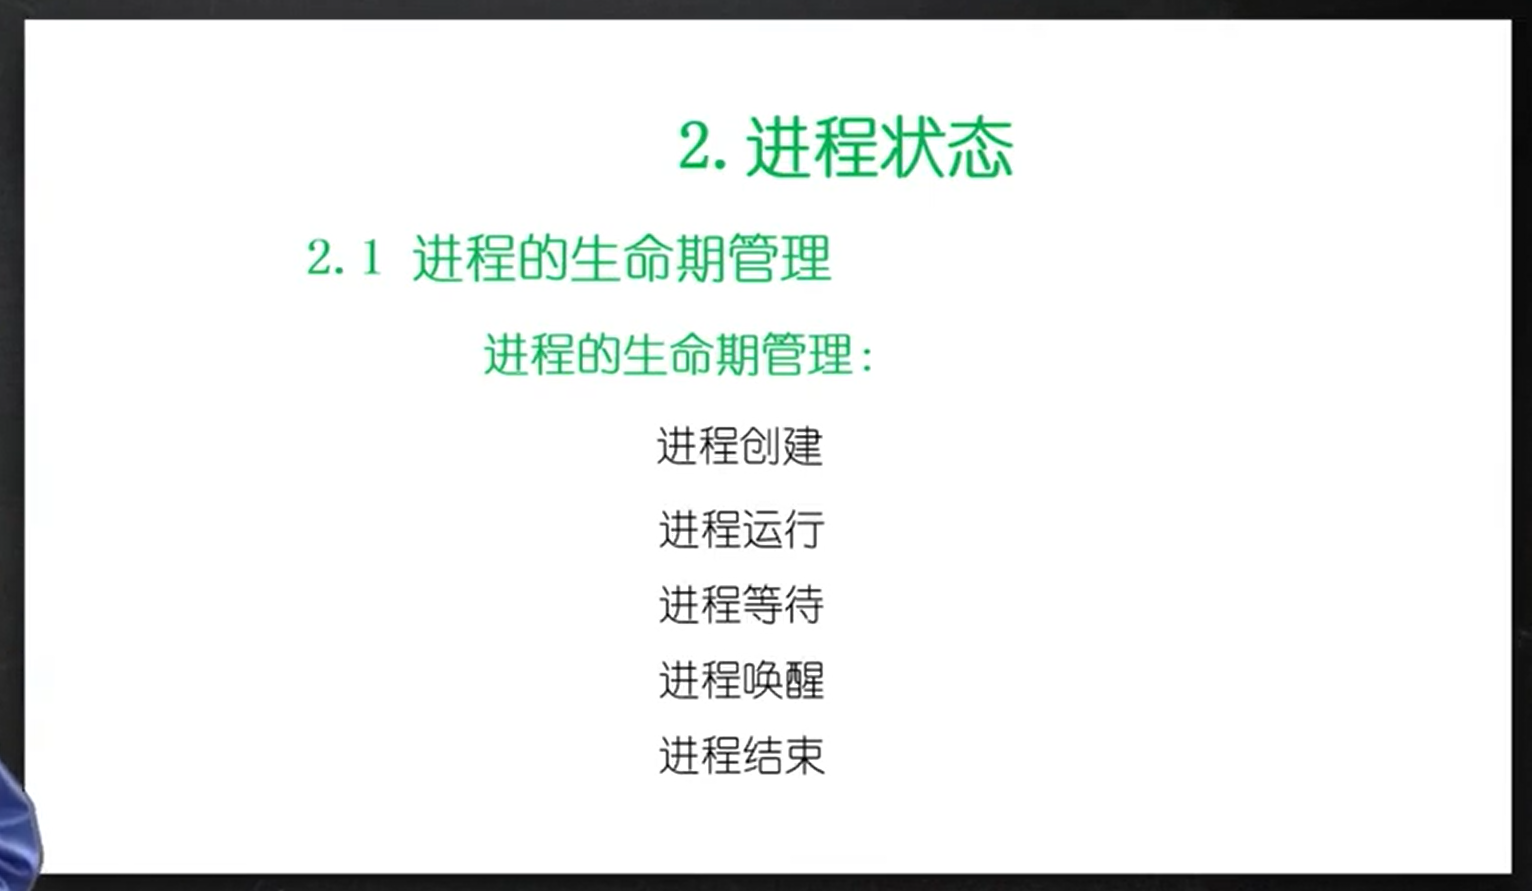 2.进程状态
2.1 进程的生命期管理
进程的生命期管理:
进程创建
进程运行
进程等待
进程唤醒
进程结束